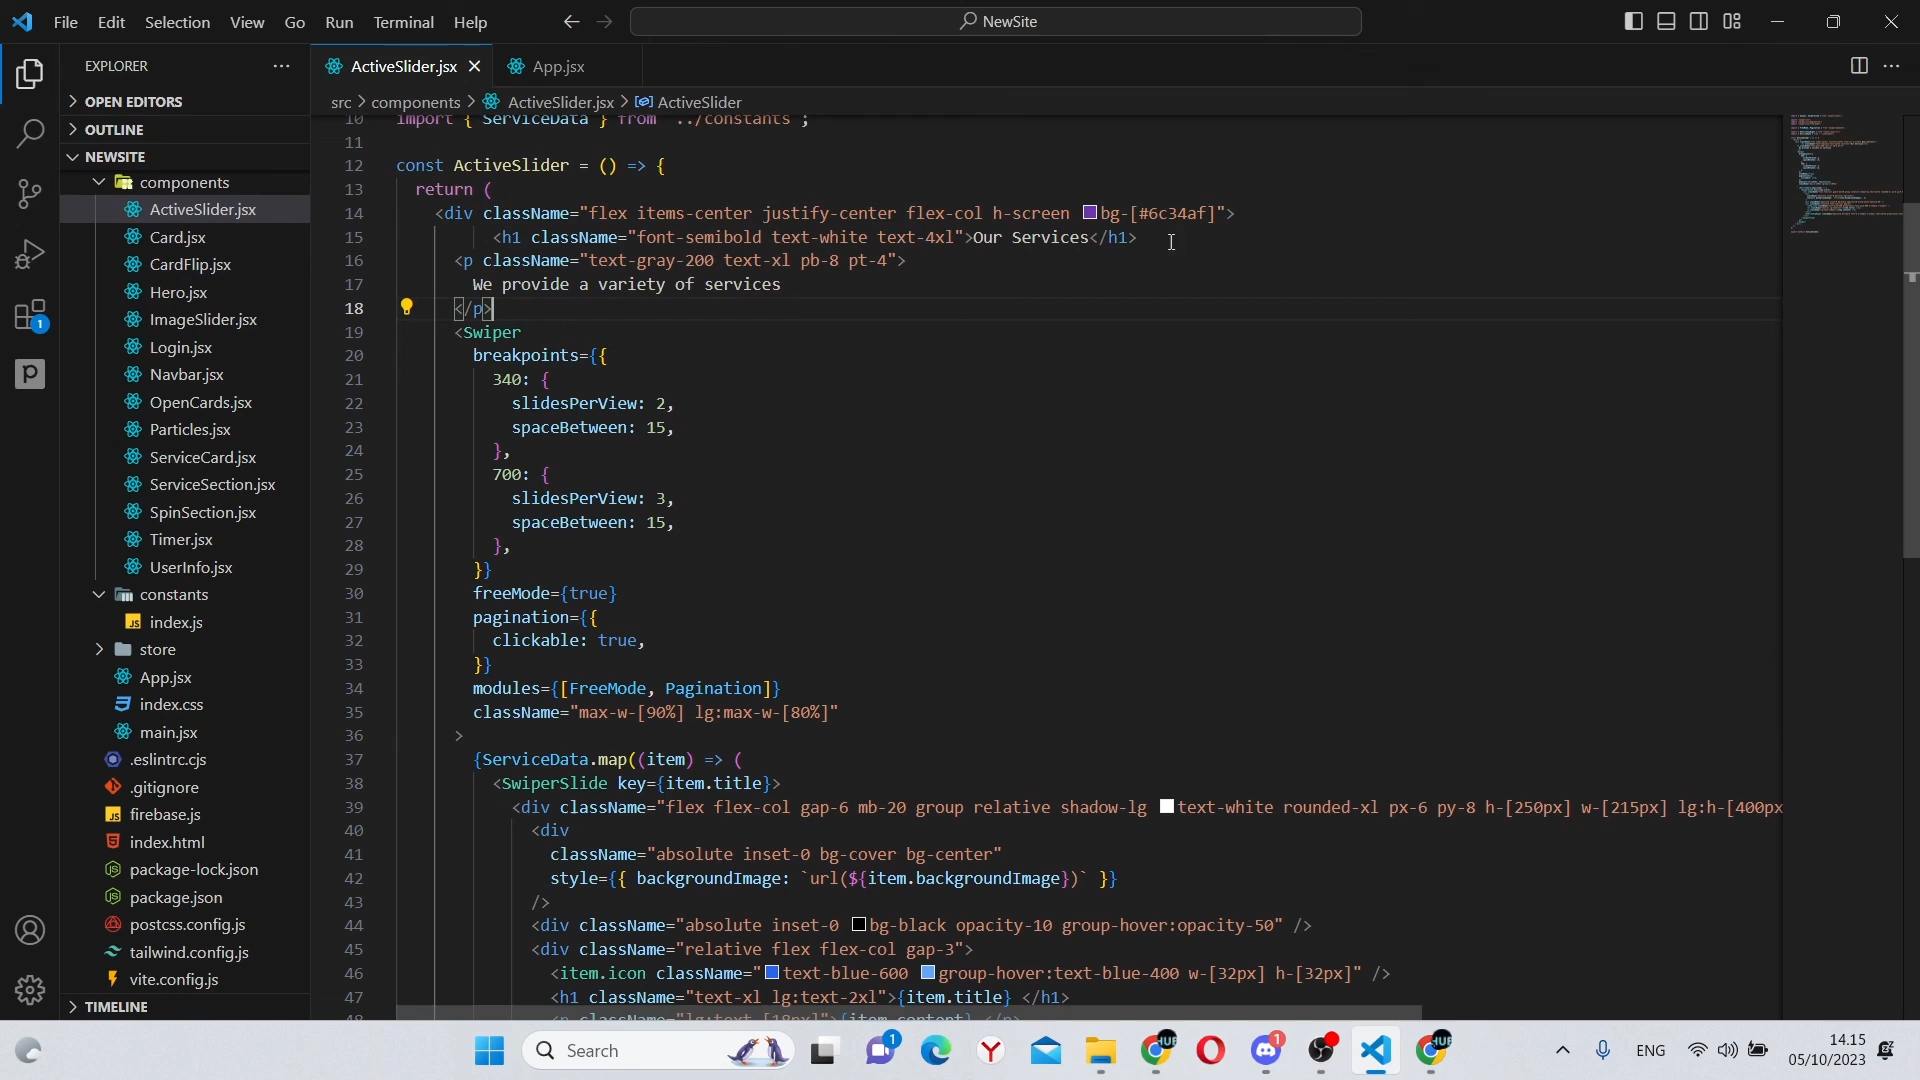 File Edit Selection View Go Run Terminal Help
NewSite
EXPLORER
OPEN EDITORS
OUTLINE
NEWSITE
components
ActiveSlider.jsx
Card.jsx
CardFlip.jsx
Hero.jsx
ImageSlider.jsx
Login.jsx
Navbar.jsx
OpenCards.jsx
Particles.jsx
ServiceCard.jsx
ServiceSection.jsx
SpinSection.jsx
Timer.jsx
UserInfo.jsx
constants
index.js
store
App.jsx
index.css
main.jsx
.eslintrc.cjs
.gitignore
firebase.js
index.html
package-lock.json
package.json
postcss.config.js
tailwind.config.js
vite.config.js
TIMELINE
1
ActiveSlider.jsx App.jsx
src > components > ActiveSlider.jsx > ActiveSlider
10 import { ServiceData } from "../constants";
11
12 const ActiveSlider = () => {
13 return (
14 <div className="flex items-center justify-center flex-col h-screen bg-[#6c34af]">
15 <h1 className="font-semibold text-white text-4xl">Our Services</h1>
16 <p className="text-gray-200 text-xl pb-8 pt-4">
17 We provide a variety of services
18 </p>
19 <Swiper
20 breakpoints={{
21 340: {
22 slidesPerView: 2,
23 spaceBetween: 15,
24 },
25 700: {
26 slidesPerView: 3,
27 spaceBetween: 15,
28 },
29 }}
30 freeMode={true}
31 pagination={{
32 clickable: true,
33 }}
34 modules={[FreeMode, Pagination]}
35 className="max-w-[90%] lg:max-w-[80%]"
36 >
37 {ServiceData.map((item) => (
38 <SwiperSlide key={item.title}>
39 <div className="flex flex-col gap-6 mb-20 group relative shadow-lg text-white rounded-xl px-6 py-8 h-[250px] w-[215px] lg:h-[400px
40 <div
41 className="absolute inset-0 bg-cover bg-center"
42 style={{ backgroundImage: `url(${item.backgroundImage})` }}
43 />
44 <div className="absolute inset-0 bg-black opacity-10 group-hover:opacity-50" />
45 <div className="relative flex flex-col gap-3">
46 <item.icon className="text-blue-600 group-hover:text-blue-400 w-[32px] h-[32px]" />
47 <h1 className="text-xl lg:text-2xl">{item.title} </h1>
48 <p className="lg:text-[18px]">{item.content} </p>
Search
1
1
ENG
14.15
05/10/2023